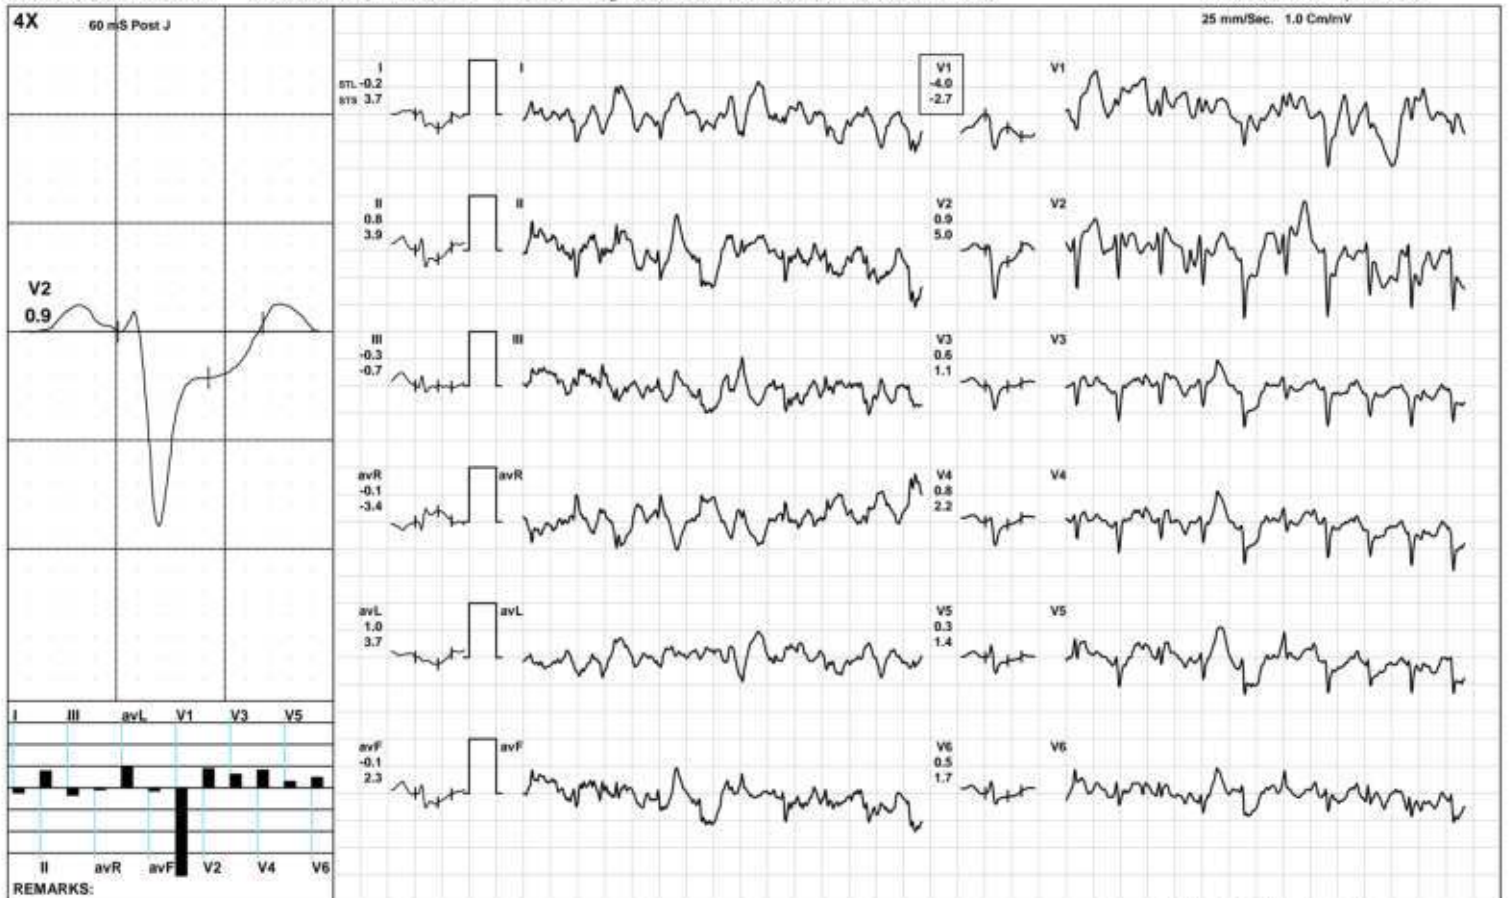 4X
60 mS Post J
25 mm/Sec. 1.0 Cm/mV
V2
0.9
I
STL -0.2
STS 3.7
I
V1
-4.0
-2.7
V1
II
0.8
3.9
II
V2
0.9
5.0
V2
III
-0.3
-0.7
III
V3
0.6
1.1
V3
avR
-0.1
-3.4
avR
V4
0.8
2.2
V4
avL
1.0
3.7
avL
V5
0.3
1.4
V5
avF
-0.1
2.3
avF
V6
0.5
1.7
V6
I III avL V1 V3 V5
II avR avF V2 V4 V6
REMARKS: